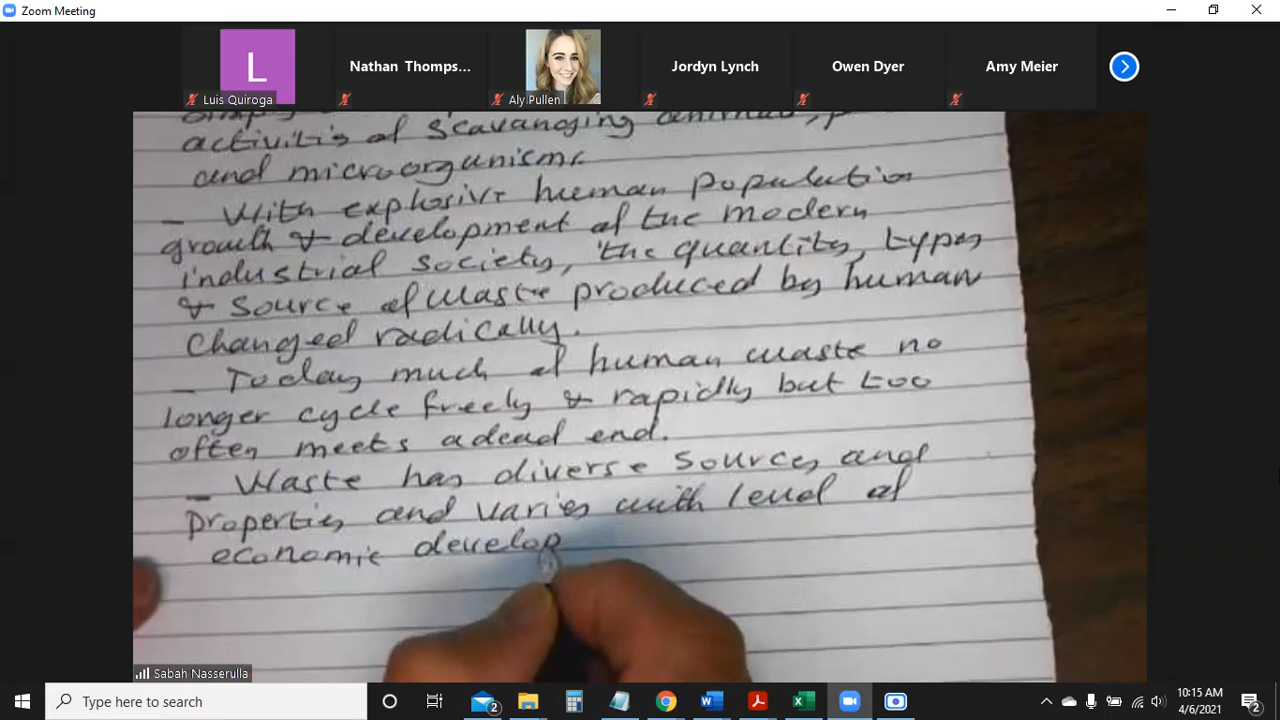 Zoom Meeting
L
Luis Quiroga
Nathan Thomps...
Aly Pullen
Jordyn Lynch
Owen Dyer
Amy Meier
activitis of scavanging
and microorganisms
- With explosive human population
growth & development of the modern
industrial society, the quantity, types
& source of waste produced by human
changed radically.
- Today much of human waste no
longer cycle freely & rapidly but too
often meets a dead end.
- Waste has diverse sources and
properties and varies with level of
economic develop
Sabah Nasserulla
Type here to search
2
10:15 AM
4/6/2021
2